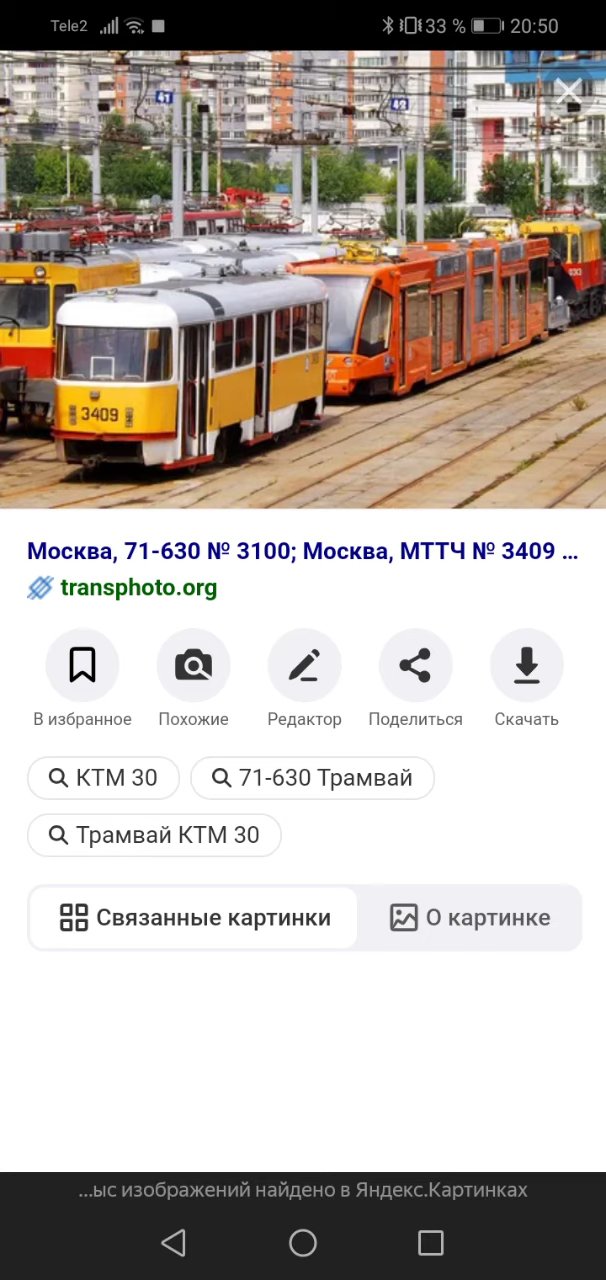 Tele2 33 % 20:50
41
42
3409
Москва, 71-630 № 3100; Москва, МТТЧ № 3409 ...
transphoto.org
В избранное Похожие Редактор Поделиться Скачать
КТМ 30 71-630 Трамвай
Трамвай КТМ 30
Связанные картинки О картинке
...ыс изображений найдено в Яндекс.Картинках